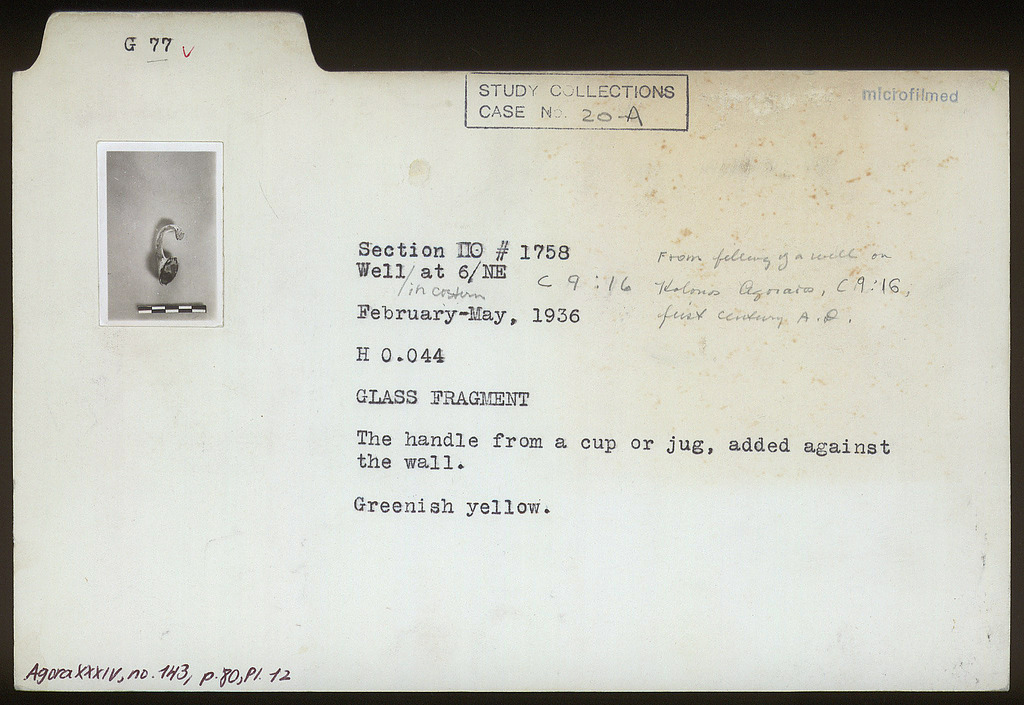 G 77 v
STUDY COLLECTIONS
CASE No. 20-A
microfilmed
Section ΠΟ # 1758
Well/at 6/NE
/in cistern C 9 : 16
February-May, 1936
From filling of a well on
Kolonos Agoraios, C 9:16,
first century A.D.
H 0.044
GLASS FRAGMENT
The handle from a cup or jug, added against
the wall.
Greenish yellow.
Agora XXXIV, no. 143, p. 80, Pl. 12